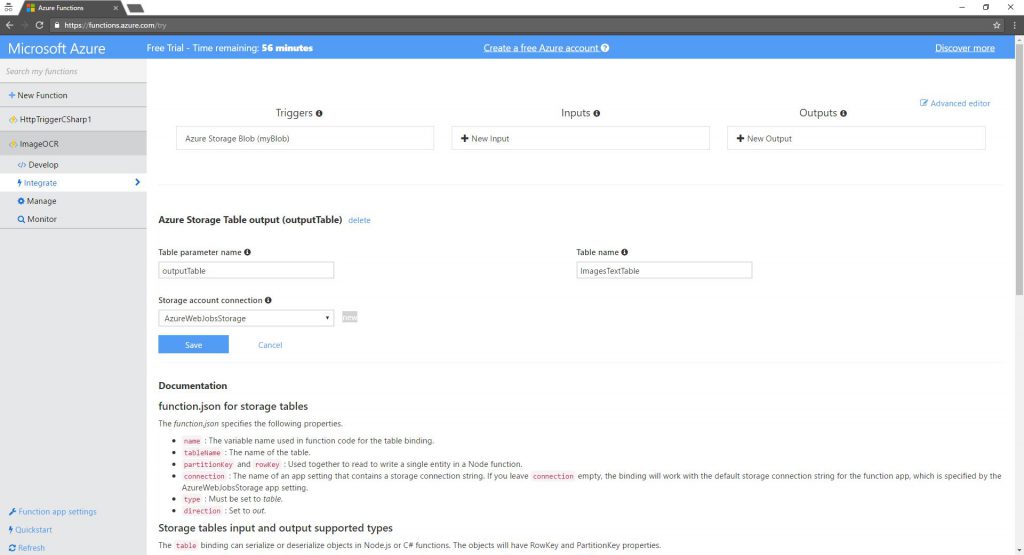 Azure Functions
https://functions.azure.com/try
Microsoft Azure
Free Trial - Time remaining: 56 minutes
Create a free Azure account
Discover more
Search my functions
New Function
HttpTriggerCSharp1
ImageOCR
Develop
Integrate
Manage
Monitor
Function app settings
Quickstart
Refresh
Advanced editor
Triggers
Inputs
Outputs
Azure Storage Blob (myBlob)
New Input
New Output
Azure Storage Table output (outputTable) delete
Table parameter name
Table name
outputTable
ImagesTextTable
Storage account connection
AzureWebJobsStorage
new
Save
Cancel
Documentation
function.json for storage tables
The function.json specifies the following properties.
name : The variable name used in function code for the table binding.
tableName : The name of the table.
partitionKey and rowKey : Used together to read to write a single entity in a Node function.
connection : The name of an app setting that contains a storage connection string. If you leave connection empty, the binding will work with the default storage connection string for the function app, which is specified by the
AzureWebJobsStorage app setting.
type : Must be set to table.
direction : Set to out.
Storage tables input and output supported types
The table binding can serialize or deserialize objects in Node.js or C# functions. The objects will have RowKey and PartitionKey properties.